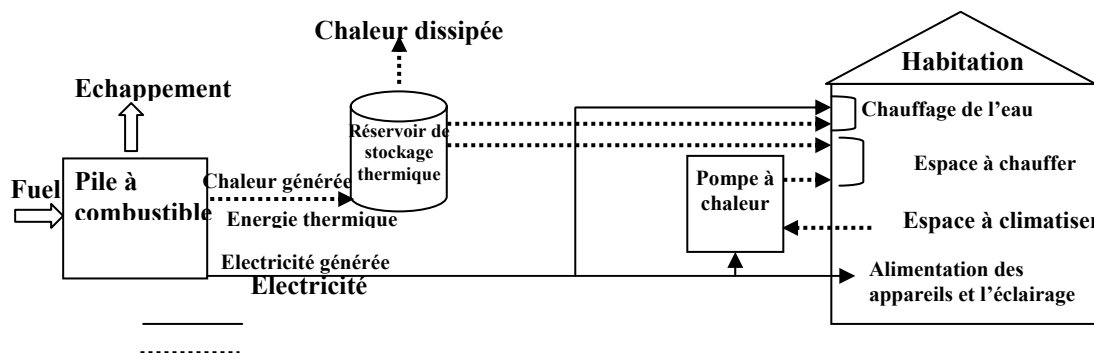 Chaleur dissipée
Habitation
Echappement
Chauffage de l'eau
Réservoir de
stockage
thermique
Espace à chauffer
Fuel
Pile à
combustible
Chaleur générée
Energie thermique
Pompe à
chaleur
Espace à climatiser
Electricité générée
Electricité
Alimentation des
appareils et l'éclairage